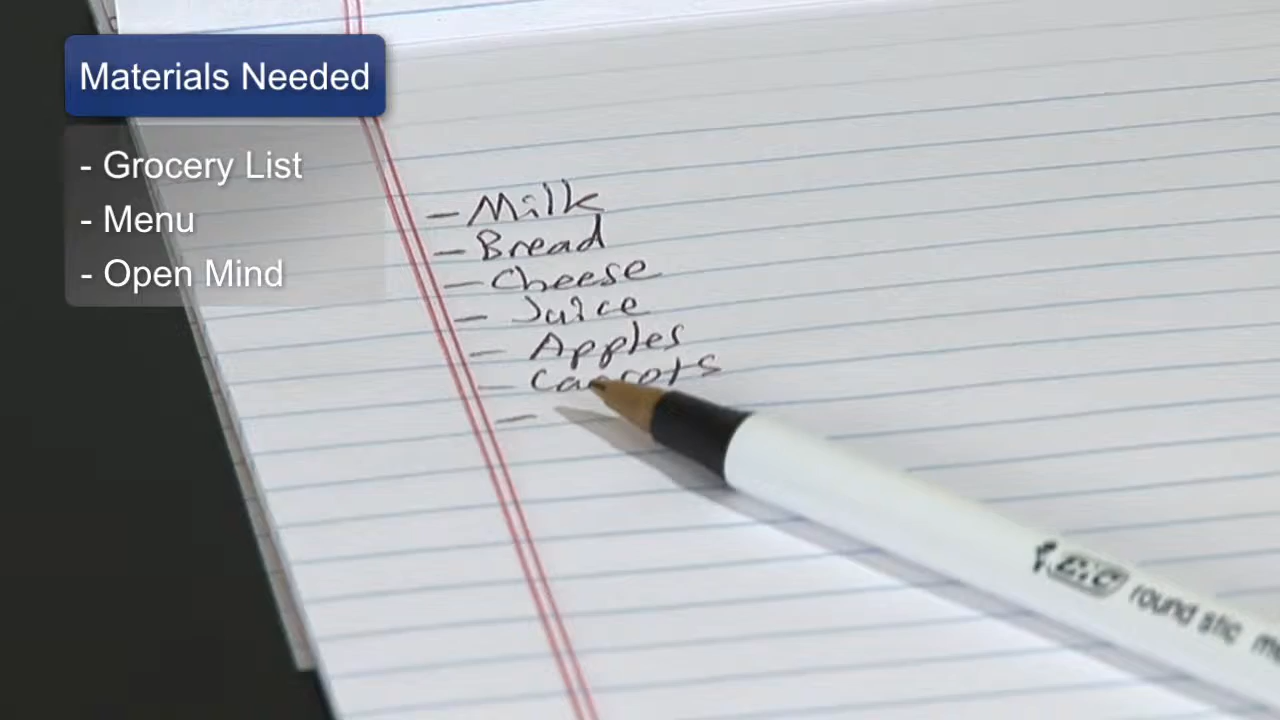 Materials Needed
- Grocery List
- Menu
- Open Mind
- Milk
- Bread
- Cheese
- Juice
- Apples
- Carrots
-
BIC round stic